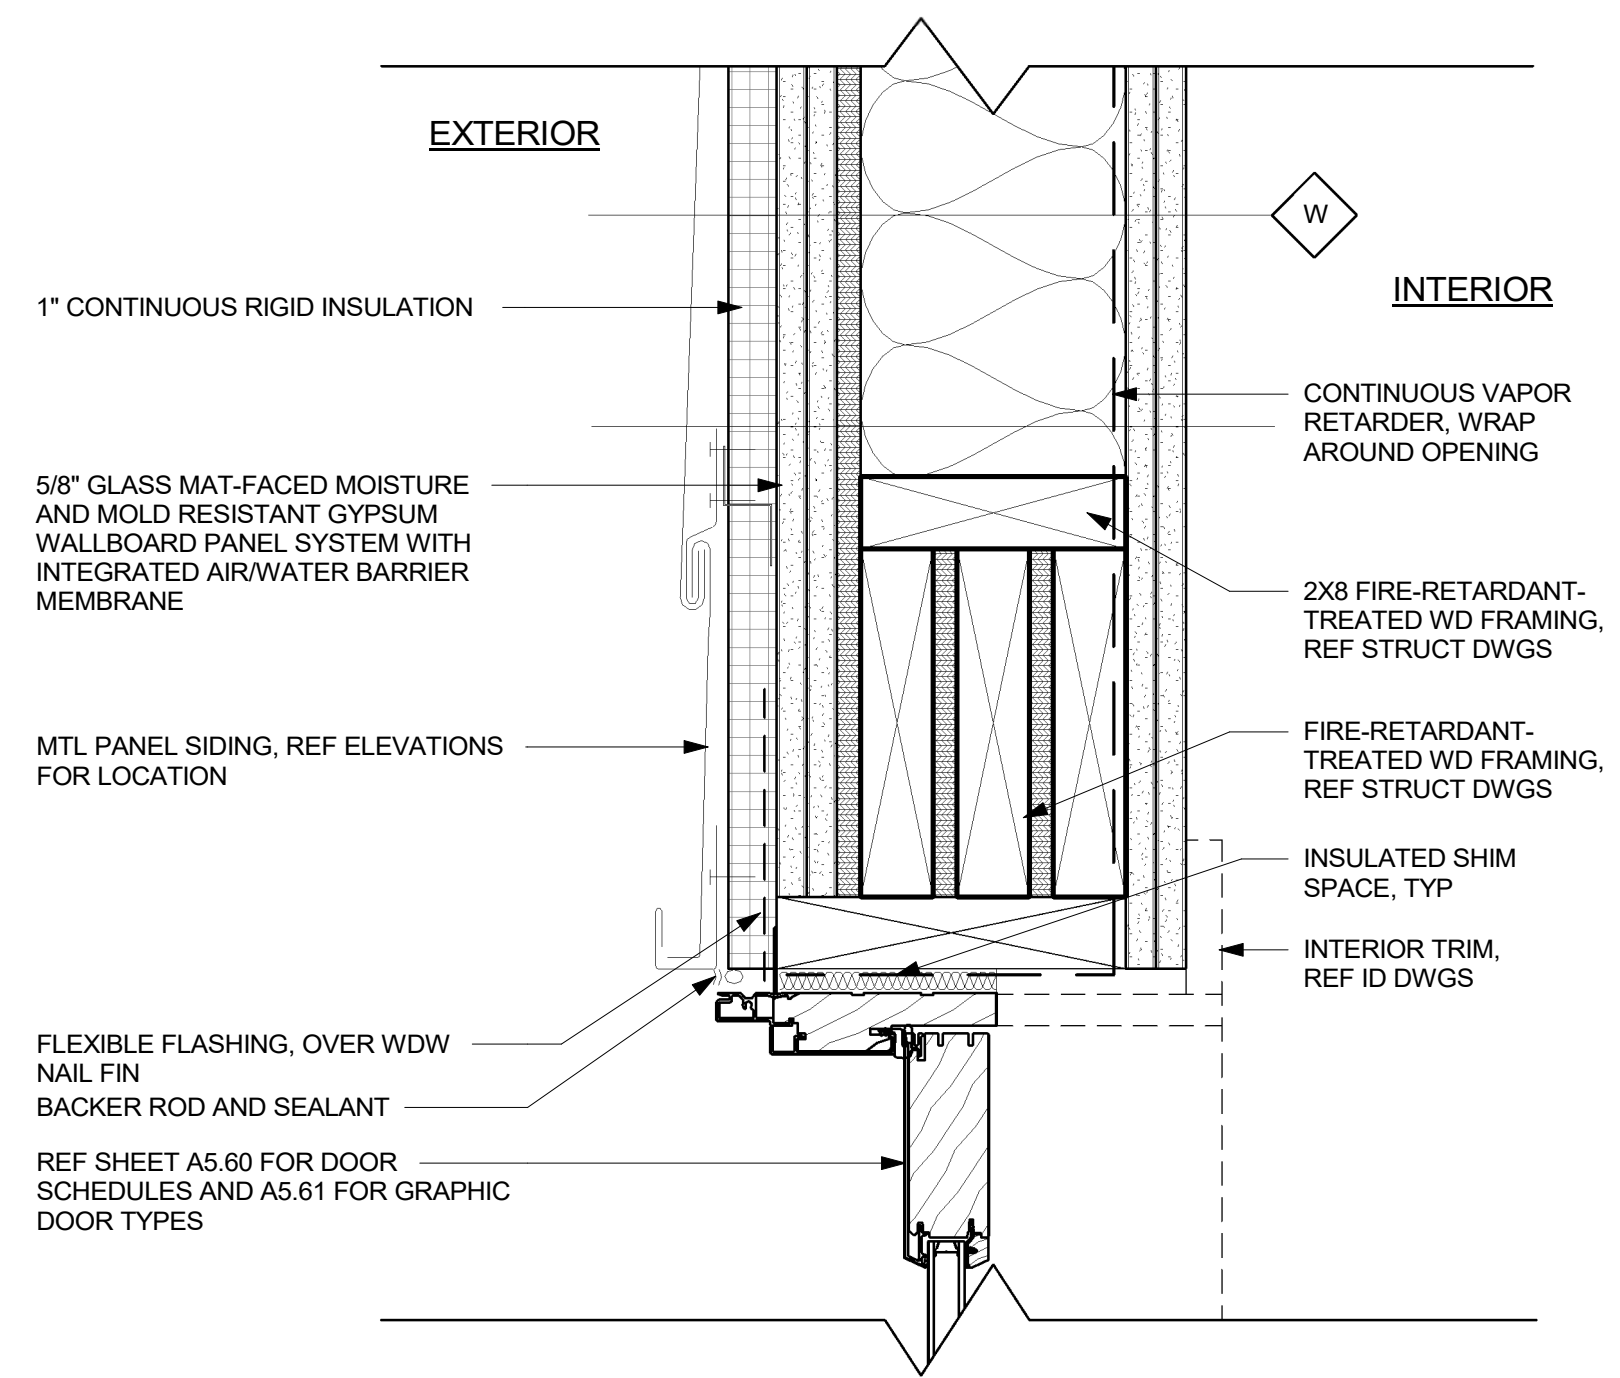 EXTERIOR
W
INTERIOR
1" CONTINUOUS RIGID INSULATION
CONTINUOUS VAPOR
RETARDER, WRAP
AROUND OPENING
5/8" GLASS MAT-FACED MOISTURE
AND MOLD RESISTANT GYPSUM
WALLBOARD PANEL SYSTEM WITH
INTEGRATED AIR/WATER BARRIER
MEMBRANE
2X8 FIRE-RETARDANT-
TREATED WD FRAMING,
REF STRUCT DWGS
MTL PANEL SIDING, REF ELEVATIONS
FOR LOCATION
FIRE-RETARDANT-
TREATED WD FRAMING,
REF STRUCT DWGS
INSULATED SHIM
SPACE, TYP
INTERIOR TRIM,
REF ID DWGS
FLEXIBLE FLASHING, OVER WDW
NAIL FIN
BACKER ROD AND SEALANT
REF SHEET A5.60 FOR DOOR
SCHEDULES AND A5.61 FOR GRAPHIC
DOOR TYPES